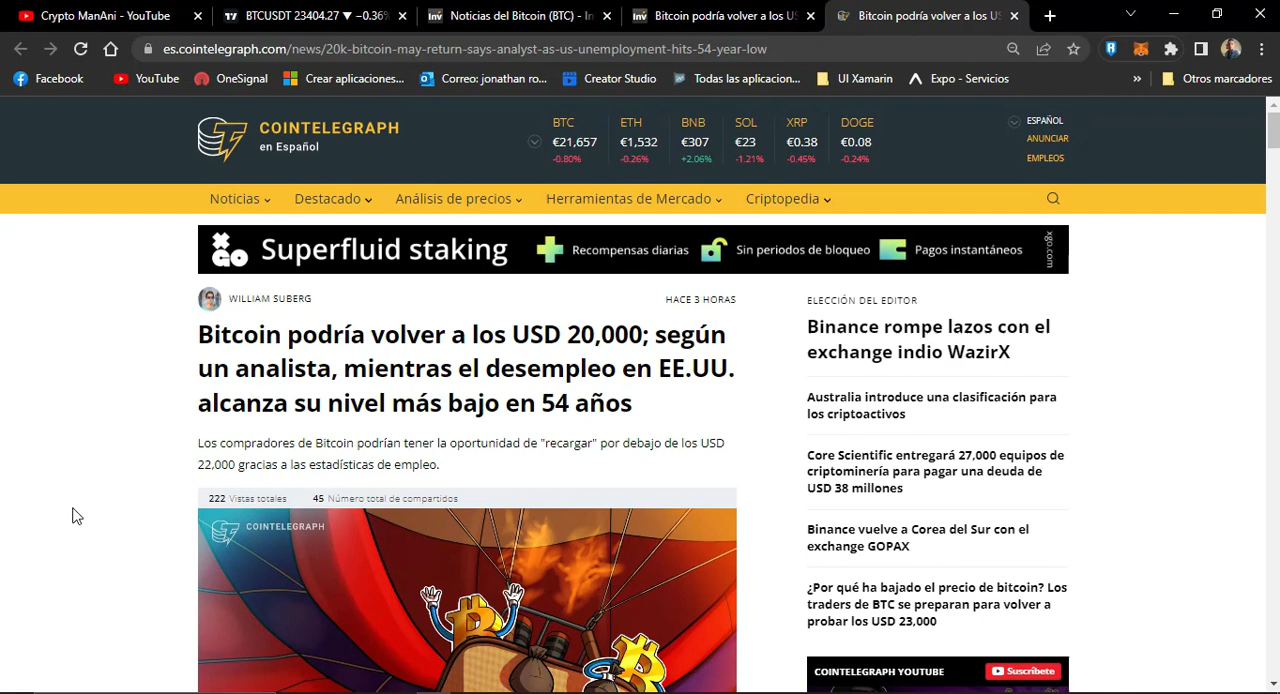 Crypto ManAni - YouTube
BTCUSDT 23404.27 ▼ −0.36%
Noticias del Bitcoin (BTC) - In
Bitcoin podría volver a los US
Bitcoin podría volver a los US
es.cointelegraph.com/news/20k-bitcoin-may-return-says-analyst-as-us-unemployment-hits-54-year-low
Facebook
YouTube
OneSignal
Crear aplicaciones...
Correo: jonathan ro...
Creator Studio
Todas las aplicacion...
UI Xamarin
Expo - Servicios
»
Otros marcadores
COINTELEGRAPH
en Español
BTC ETH BNB SOL XRP DOGE
€21,657 €1,532 €307 €23 €0.38 €0.08
-0.80% -0.26% +2.06% -1.21% -0.45% -0.24%
ESPAÑOL
ANUNCIAR
EMPLEOS
Noticias Destacado Análisis de precios Herramientas de Mercado Criptopedia
XGO Superfluid staking Recompensas diarias Sin periodos de bloqueo Pagos instantáneos xgo.com
WILLIAM SUBERG
HACE 3 HORAS
Bitcoin podría volver a los USD 20,000; según
un analista, mientras el desempleo en EE.UU.
alcanza su nivel más bajo en 54 años
Los compradores de Bitcoin podrían tener la oportunidad de "recargar" por debajo de los USD
22,000 gracias a las estadísticas de empleo.
222 Vistas totales 45 Número total de compartidos
COINTELEGRAPH
ELECCIÓN DEL EDITOR
Binance rompe lazos con el
exchange indio WazirX
Australia introduce una clasificación para
los criptoactivos
Core Scientific entregará 27,000 equipos de
criptominería para pagar una deuda de
USD 38 millones
Binance vuelve a Corea del Sur con el
exchange GOPAX
¿Por qué ha bajado el precio de bitcoin? Los
traders de BTC se preparan para volver a
probar los USD 23,000
COINTELEGRAPH YOUTUBE
Suscríbete